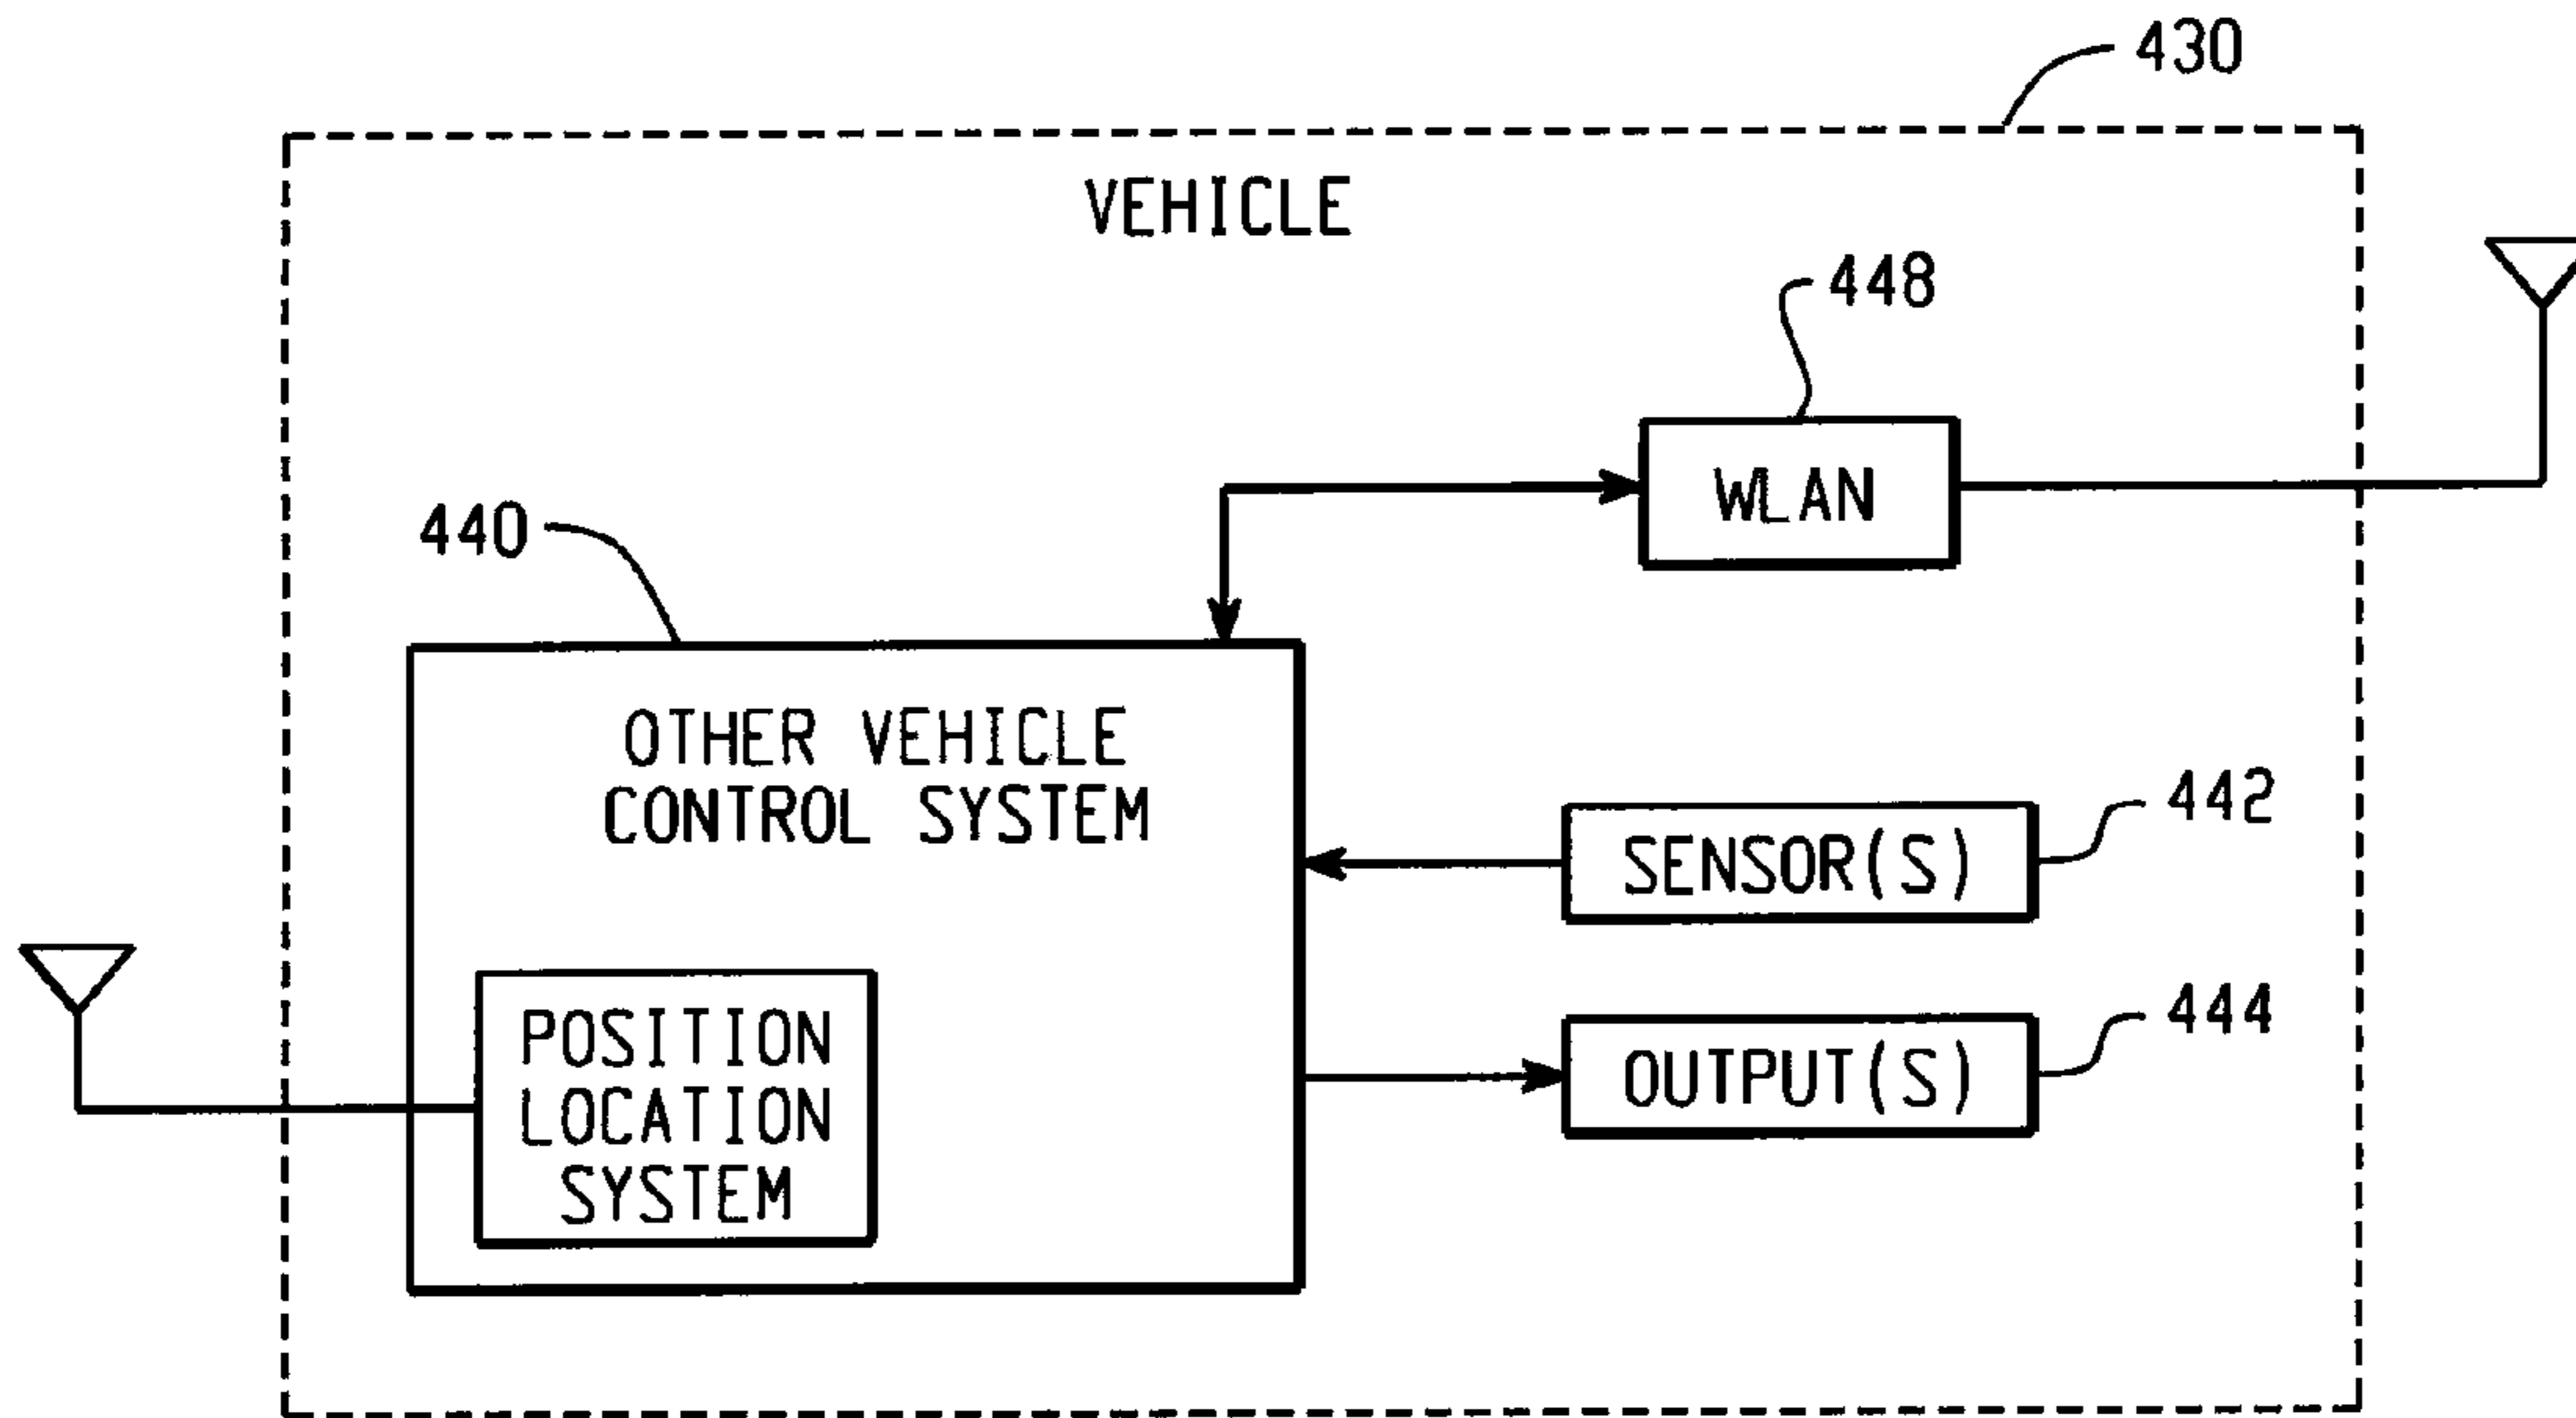 430
VEHICLE
448
WLAN
440
OTHER VEHICLE
CONTROL SYSTEM
442
SENSOR(S)
444
OUTPUT(S)
POSITION
LOCATION
SYSTEM